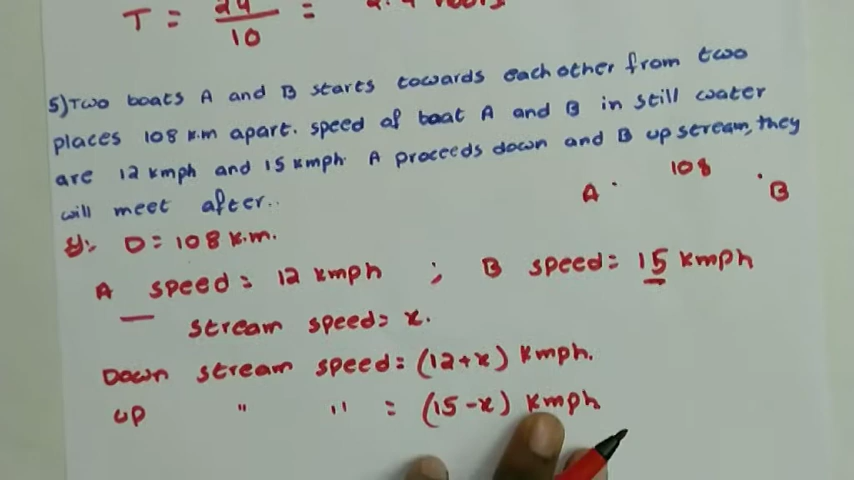 T = 24/10 =
5) Two boats A and B starts towards each other from two
places 108 k.m apart. speed of boat A and B in still water
are 12 kmph and 15 kmph. A proceeds down and B up stream, they
will meet after..
A . 108 . B
D = 108 k.m.
A speed = 12 kmph ; B speed = 15 kmph
stream speed = x.
Down stream speed = (12+x) kmph.
up " " = (15-x) kmph